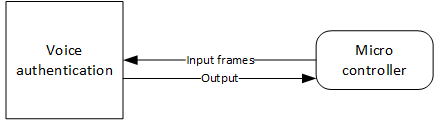 Voice
authentication
Input frames
Output
Micro
controller